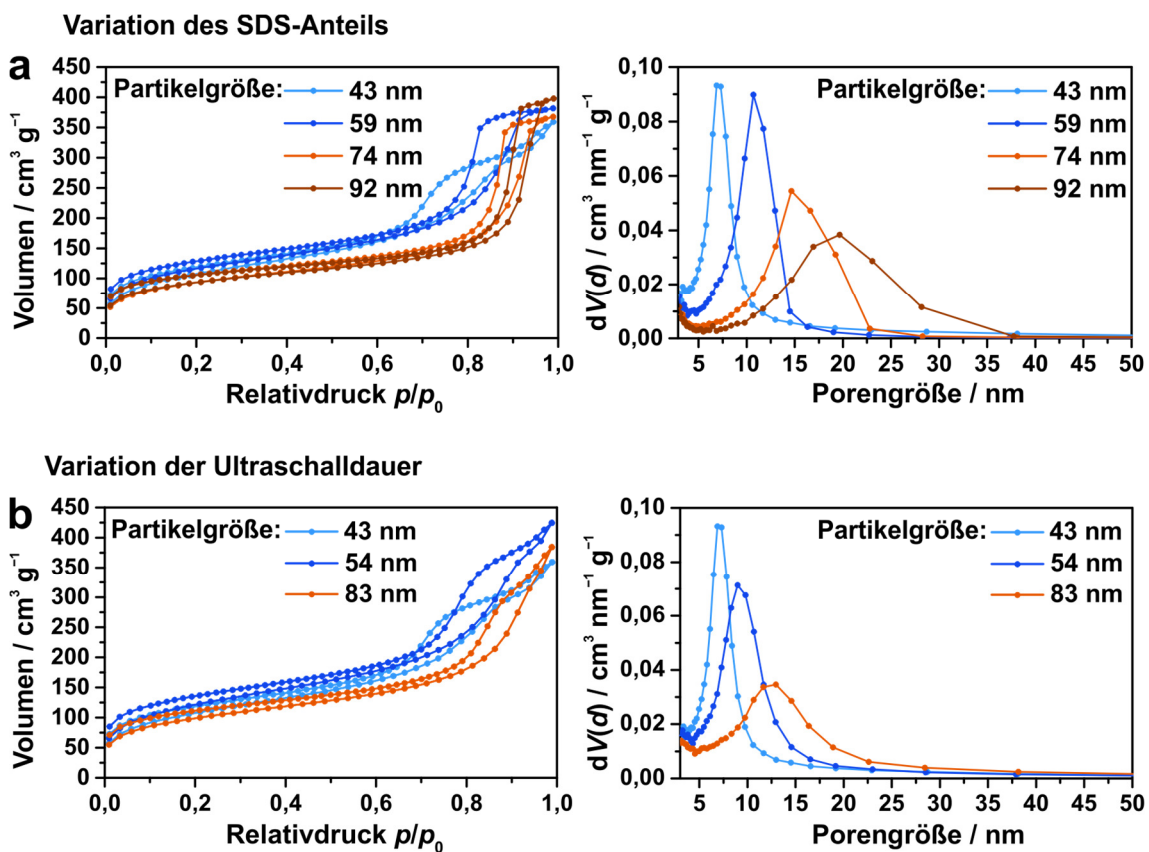 Variation des SDS-Anteils
a
450
400
350
300
250
200
150
100
50
0
Volumen / cm³ g⁻¹
Partikelgröße:
43 nm
59 nm
74 nm
92 nm
0,0 0,2 0,4 0,6 0,8 1,0
Relativdruck p/p₀
0,10
0,08
0,06
0,04
0,02
0,00
dV(d) / cm³ nm⁻¹ g⁻¹
Partikelgröße:
43 nm
59 nm
74 nm
92 nm
5 10 15 20 25 30 35 40 45 50
Porengröße / nm
Variation der Ultraschalldauer
b
450
400
350
300
250
200
150
100
50
0
Volumen / cm³ g⁻¹
Partikelgröße:
43 nm
54 nm
83 nm
0,0 0,2 0,4 0,6 0,8 1,0
Relativdruck p/p₀
0,10
0,08
0,06
0,04
0,02
0,00
dV(d) / cm³ nm⁻¹ g⁻¹
Partikelgröße:
43 nm
54 nm
83 nm
5 10 15 20 25 30 35 40 45 50
Porengröße / nm